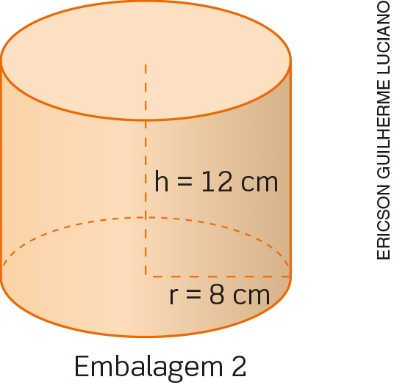 h = 12 cm
r = 8 cm
Embalagem 2
ERICSON GUILHERME LUCIANO